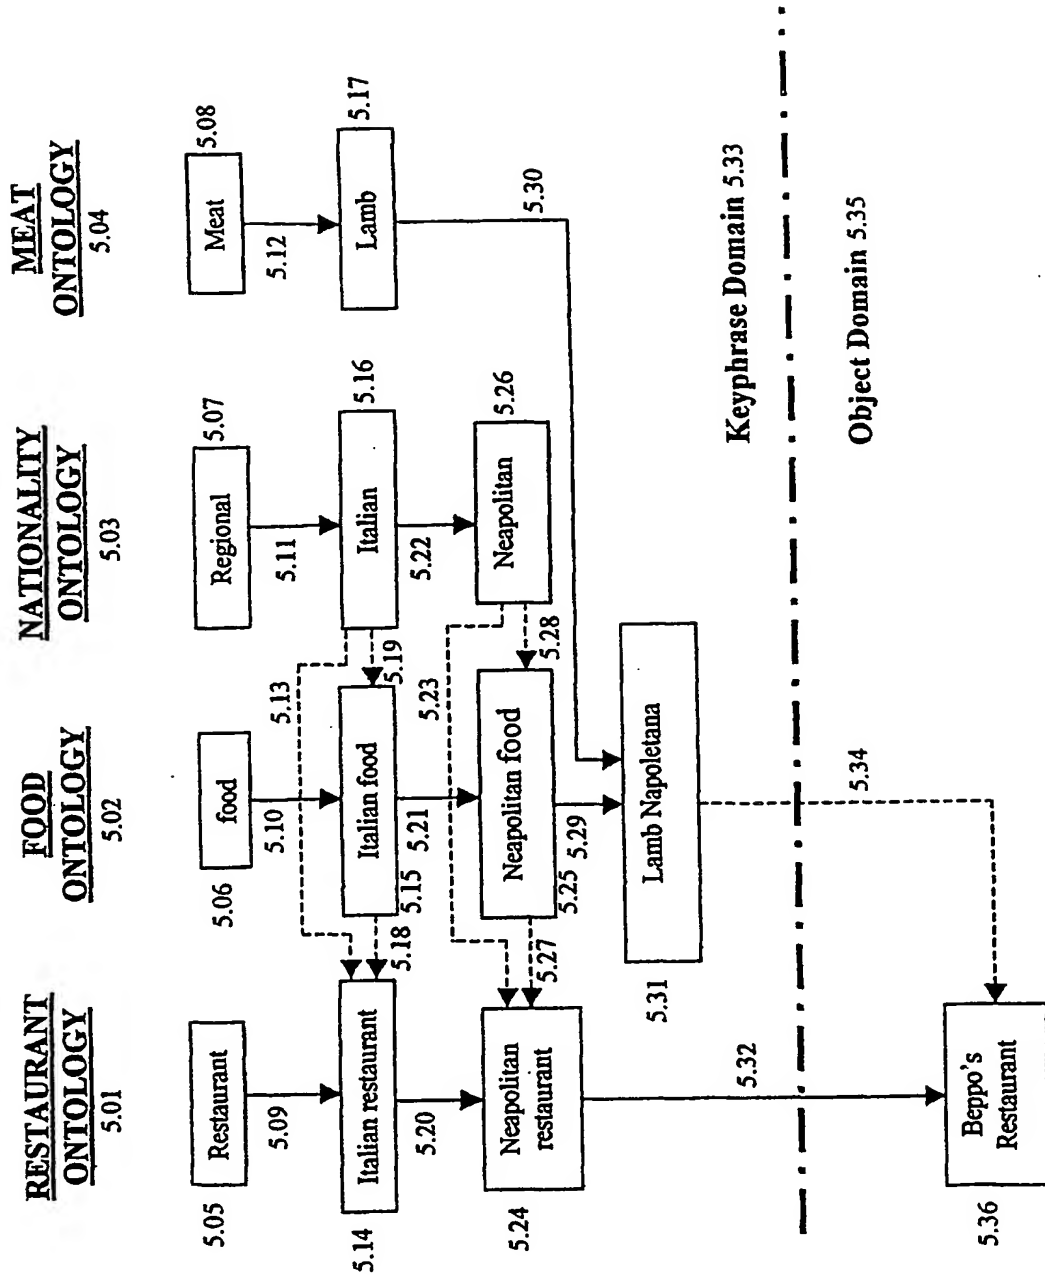 RESTAURANT
ONTOLOGY
5.01
FOOD
ONTOLOGY
5.02
NATIONALITY
ONTOLOGY
5.03
MEAT
ONTOLOGY
5.04
5.05
Restaurant
5.06
food
Regional
5.07
Meat
5.08
5.09
5.10
5.13
5.11
5.12
5.14
Italian restaurant
5.18
5.15
Italian food
5.19
Italian
5.16
Lamb
5.17
5.20
5.21
5.23
5.22
5.24
Neapolitan
restaurant
5.27
5.25
Neapolitan food
5.28
Neapolitan
5.26
5.30
5.29
5.31
Lamb Napoletana
5.32
Keyphrase Domain 5.33
5.34
Object Domain 5.35
5.36
Beppo's
Restaurant